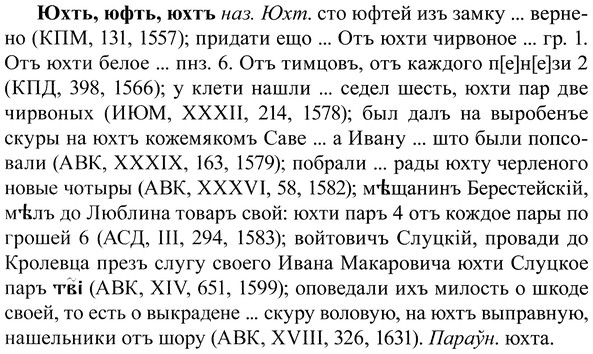 Юхть, юфть, юхтъ наз. Юхт. сто юфтей изъ замку ... вернe-
но (КПМ, 131, 1557); придати ещо ... Отъ юхти чирвоное ... гр. 1.
Отъ юхти белое ... пнз. 6. Отъ тимцовъ, отъ каждого п[е]н[е]зи 2
(КПД, 398, 1566); у клети нашли ... седел шесть, юхти пар две
чирвоных (ИЮМ, XXXII, 214, 1578); был далъ на выробенъе
скуры на юхтъ кожемякомъ Саве ... а Ивану ... што были попсо-
вали (АВК, XXXIX, 163, 1579); побрали ... рады юхту черленого
новые чотыры (АВК, XXXVI, 58, 1582); мѣщанинъ Берестейскій,
мѣлъ до Люблина товаръ свой: юхти паръ 4 отъ кождое пары по
грошей 6 (АСД, III, 294, 1583); войтовичъ Слуцкій, провади до
Кролевца презъ слугу своего Ивана Макаровича юхти Слуцкое
паръ т҃ві (АВК, XIV, 651, 1599); оповедали ихъ милость о шкоде
своей, то есть о выкрадене ... скуру воловую, на юхтъ выправную,
нашельники отъ шору (АВК, XVIII, 326, 1631). Параўн. юхта.